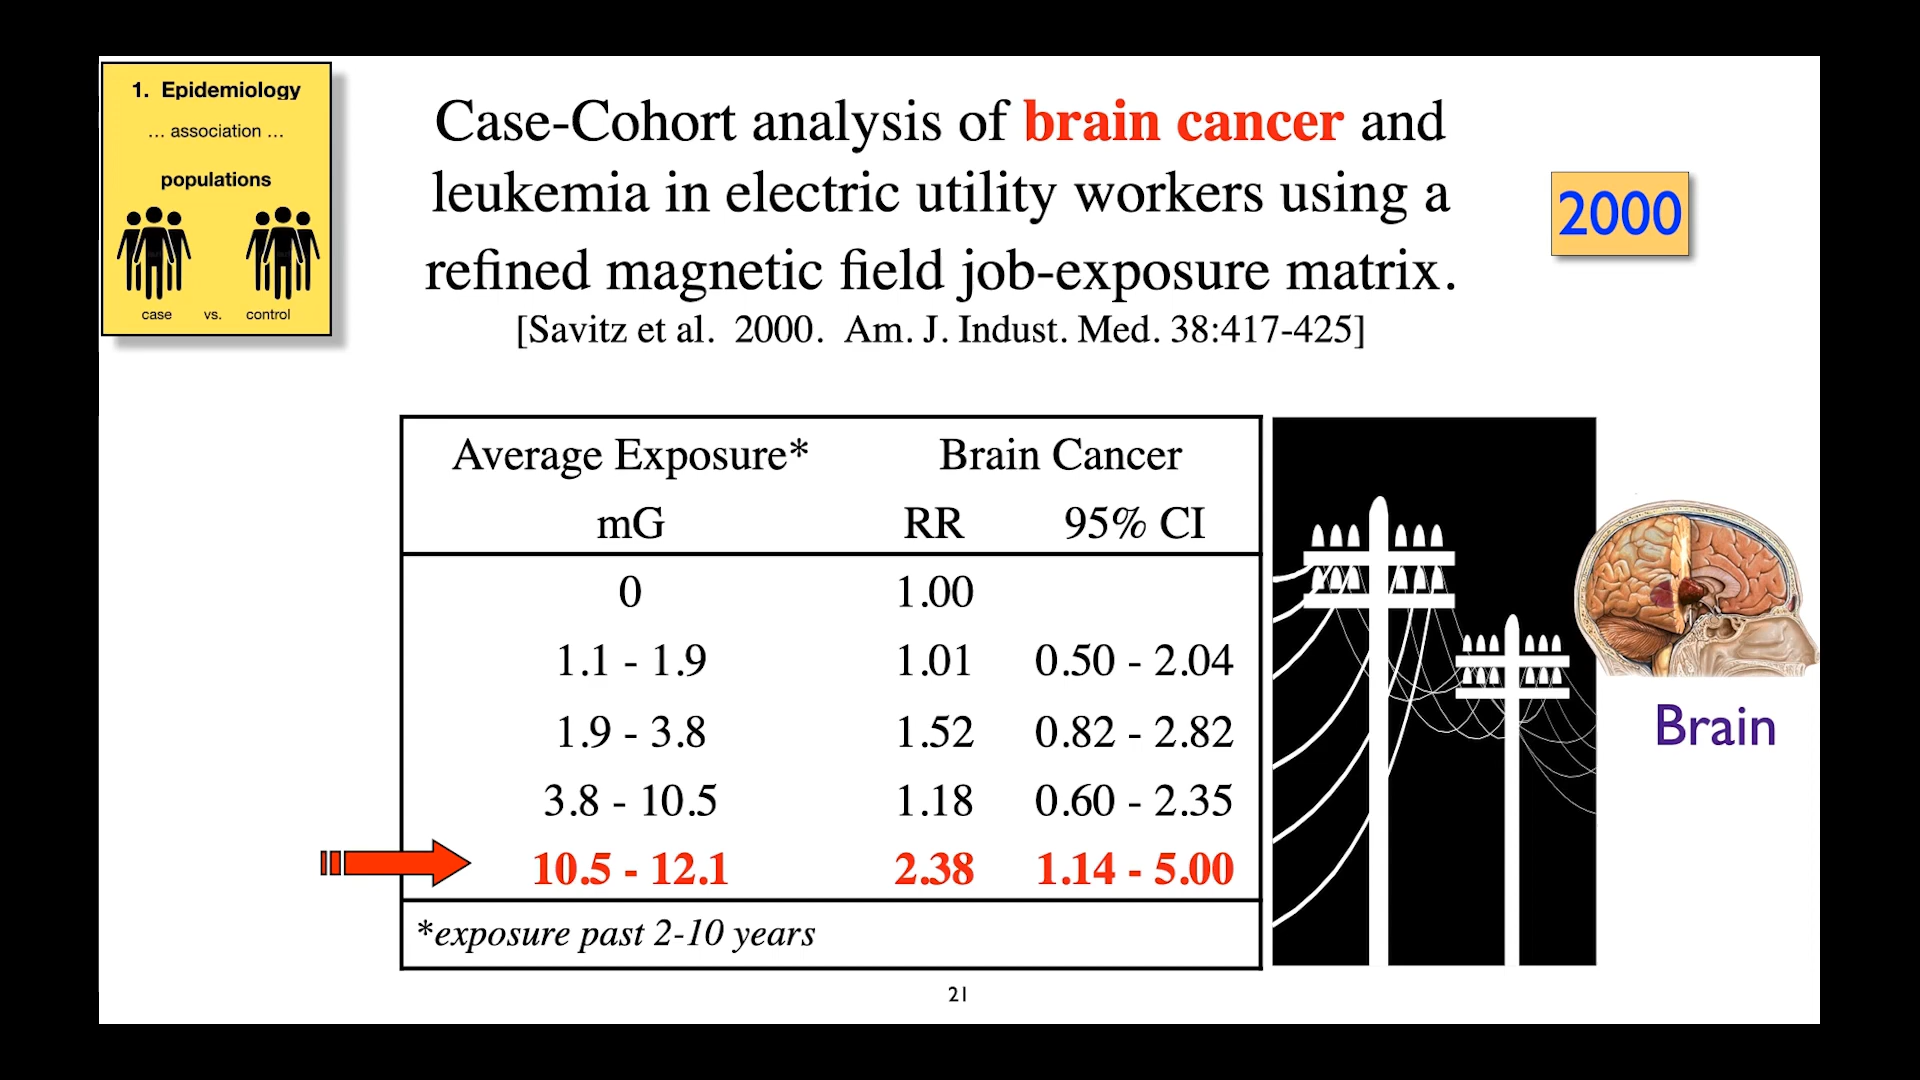 1. Epidemiology
... association ...
populations
case vs. control
Case-Cohort analysis of brain cancer and
leukemia in electric utility workers using a
refined magnetic field job-exposure matrix.
[Savitz et al. 2000. Am. J. Indust. Med. 38:417-425]
2000
Average Exposure* Brain Cancer
mG RR 95% CI
0 1.00
1.1 - 1.9 1.01 0.50 - 2.04
1.9 - 3.8 1.52 0.82 - 2.82
3.8 - 10.5 1.18 0.60 - 2.35
10.5 - 12.1 2.38 1.14 - 5.00
*exposure past 2-10 years
Brain
21